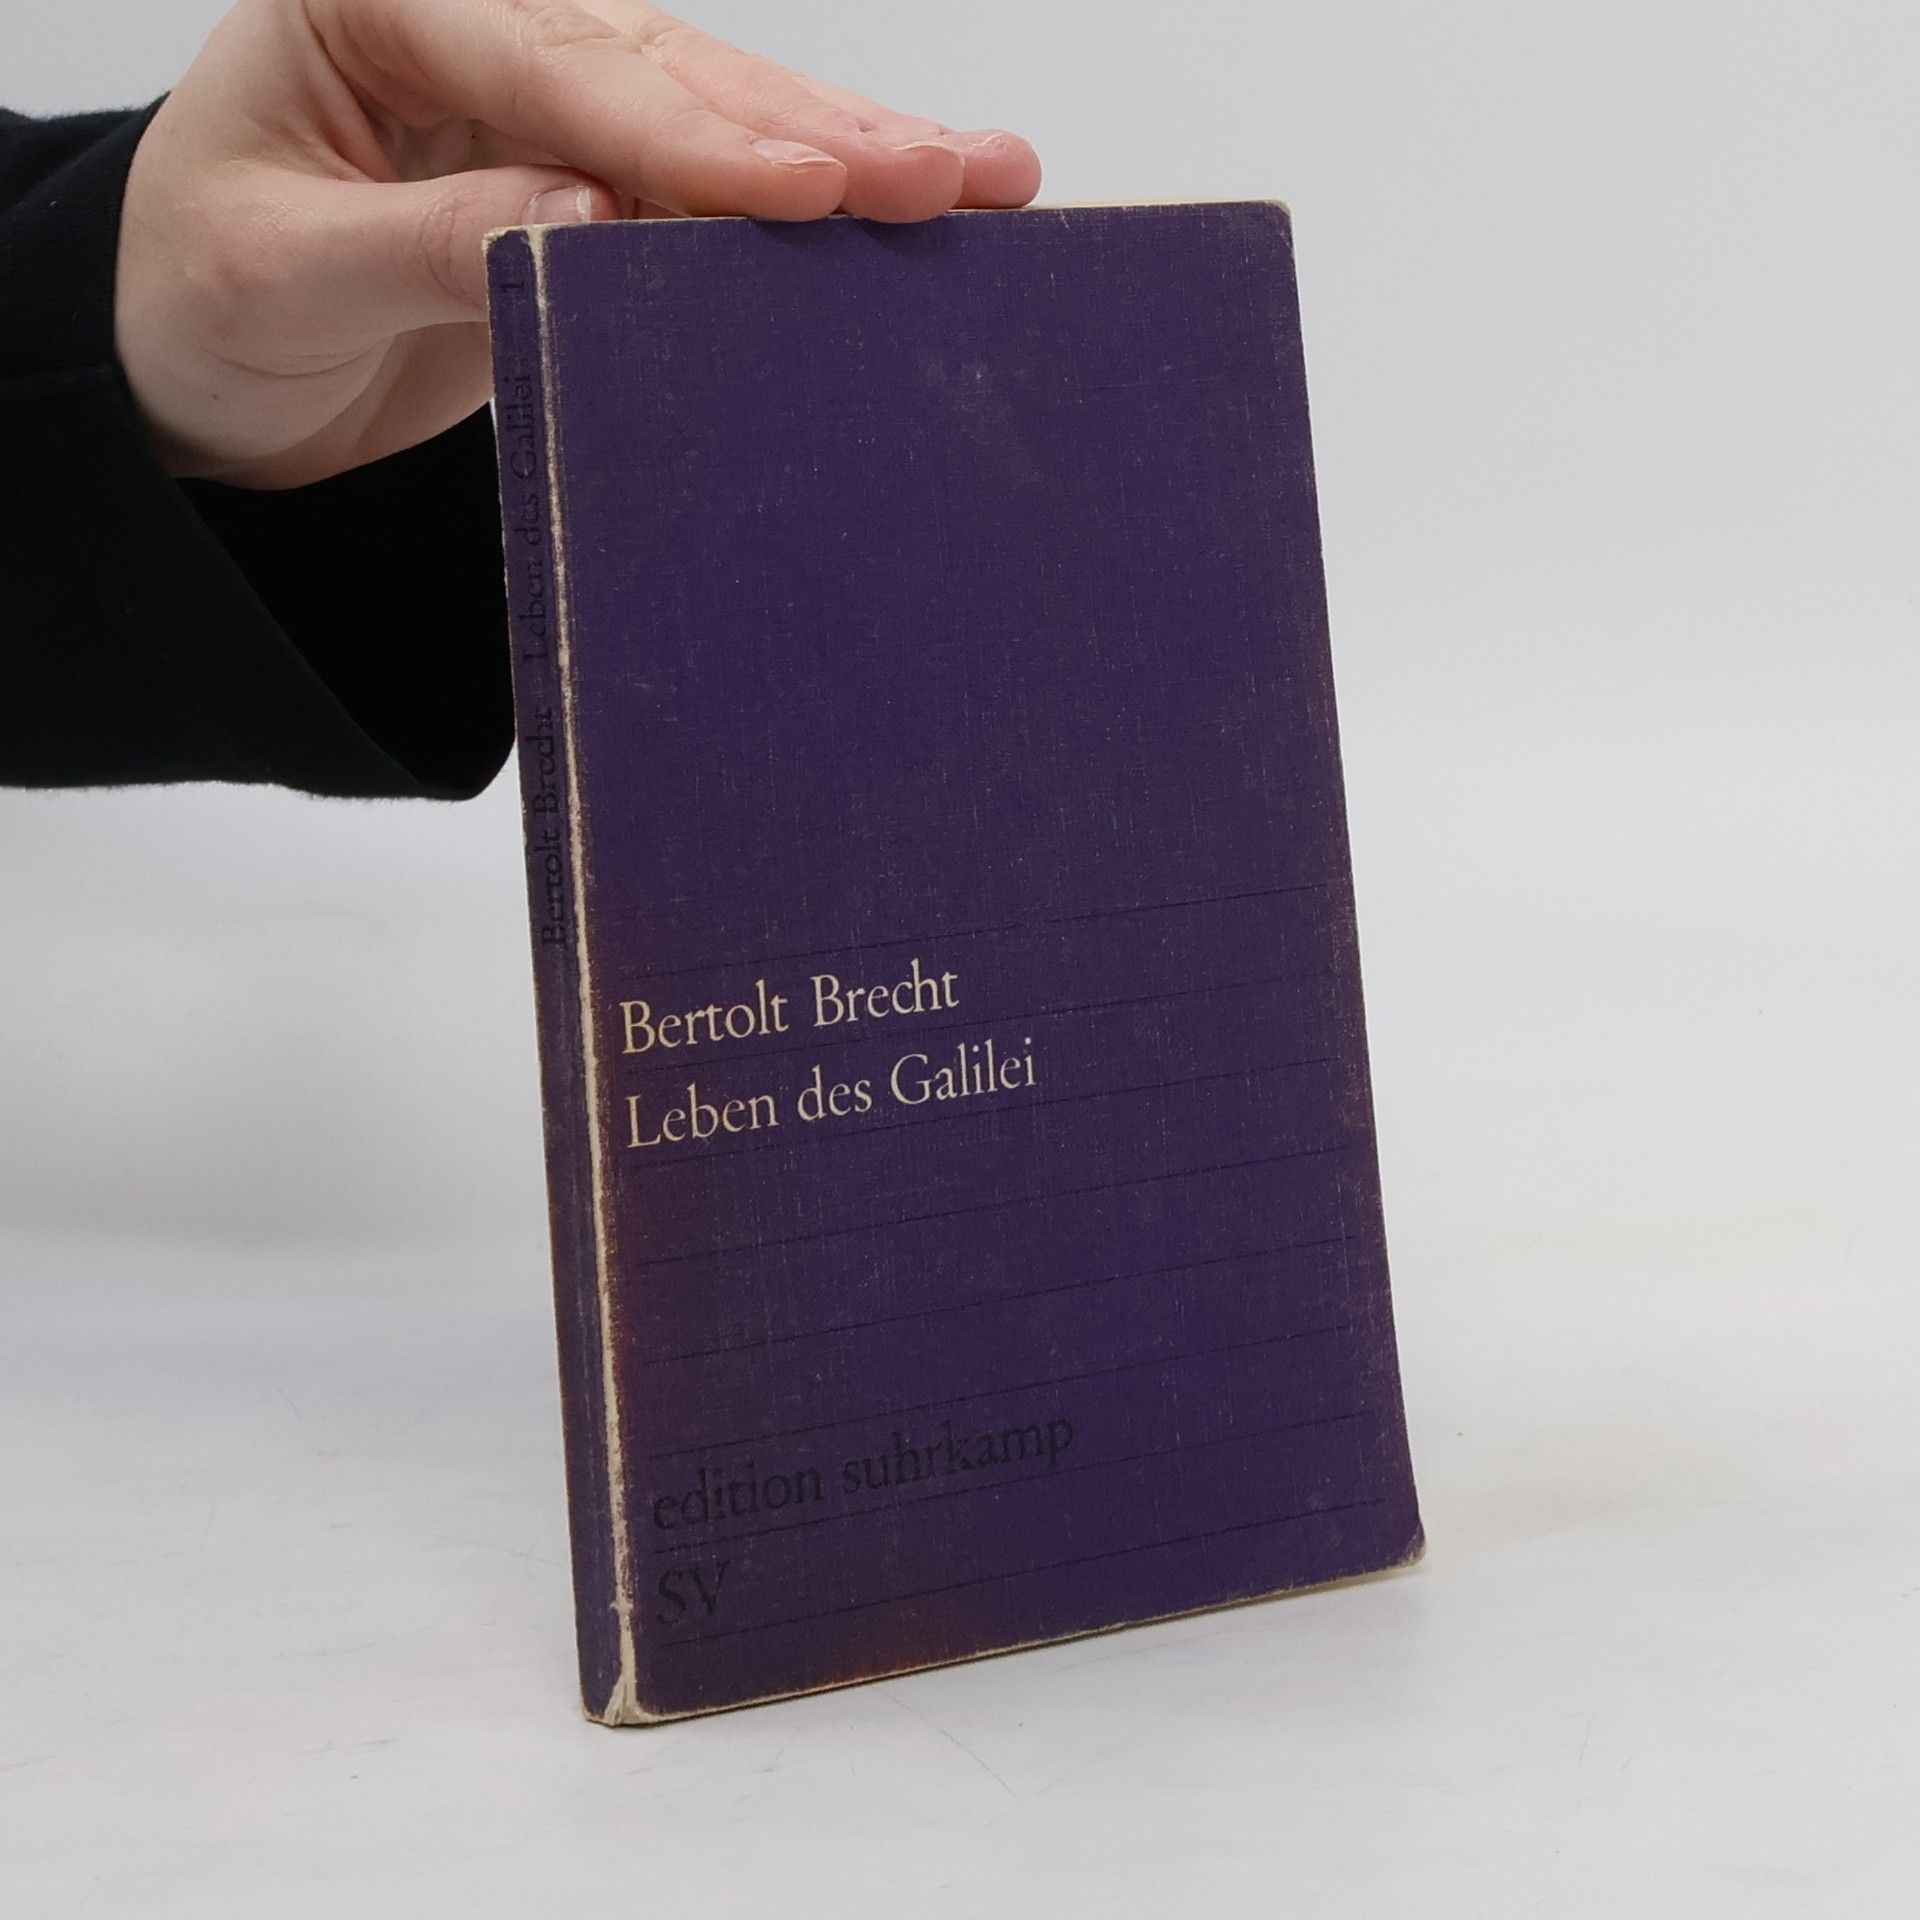 Bertolt Brecht Leben des Galilei 1
Bertolt Brecht
Leben des Galilei
edition suhrkamp
SV